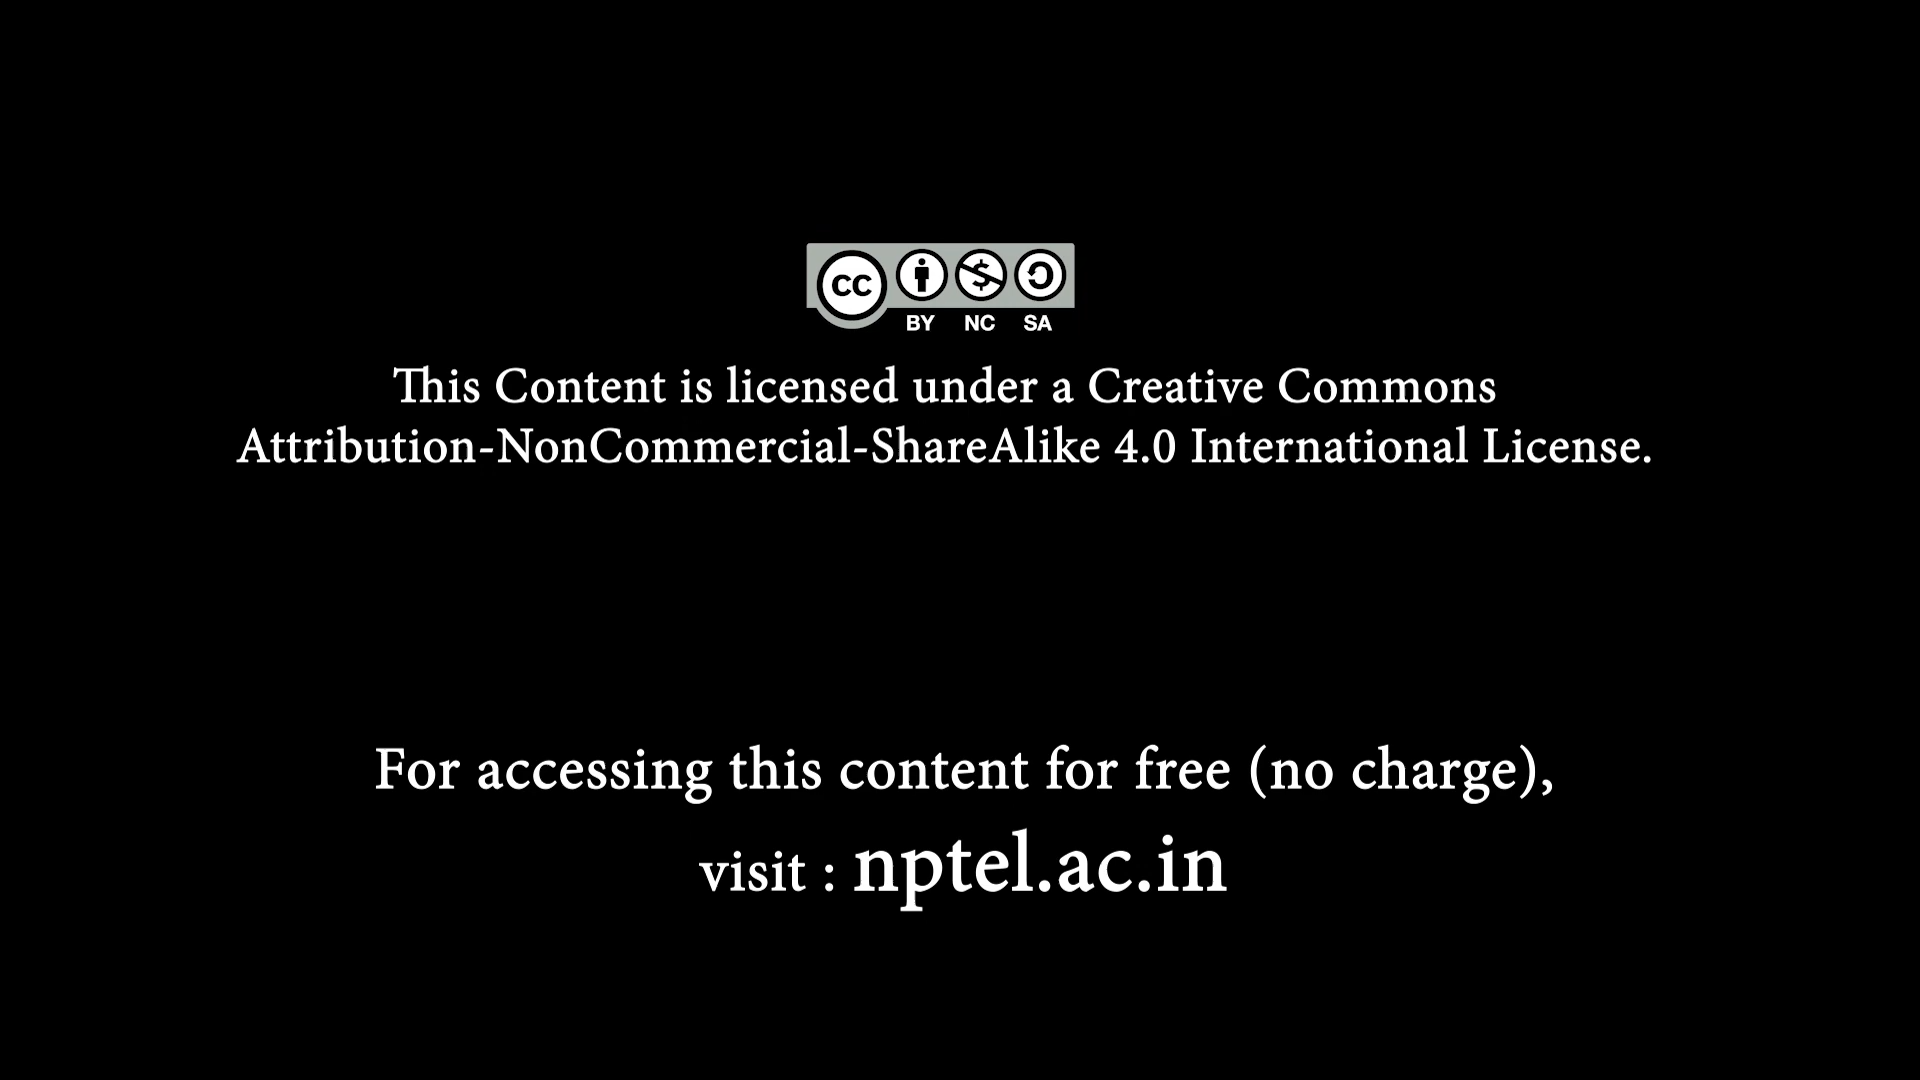 cc
BY NC SA
This Content is licensed under a Creative Commons
Attribution-NonCommercial-ShareAlike 4.0 International License.
For accessing this content for free (no charge),
visit : nptel.ac.in